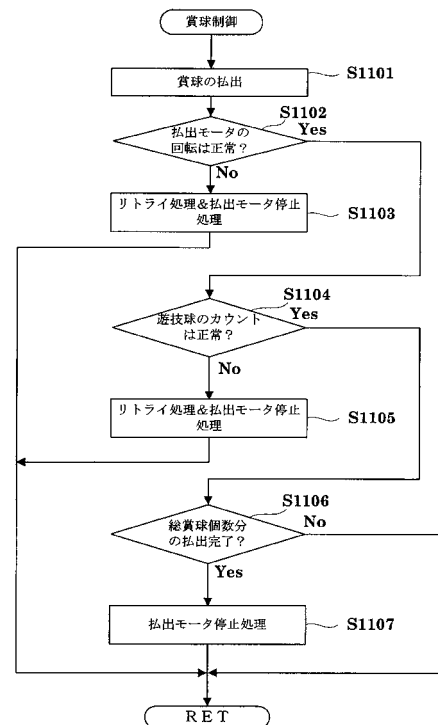 賞球制御
賞球の払出
S1101
払出モータの
回転は正常？
S1102
Yes
No
リトライ処理＆払出モータ停止
処理
S1103
遊技球のカウント
は正常？
S1104
Yes
No
リトライ処理＆払出モータ停止
処理
S1105
総賞球個数分
の払出完了？
S1106
No
Yes
払出モータ停止処理
S1107
RET